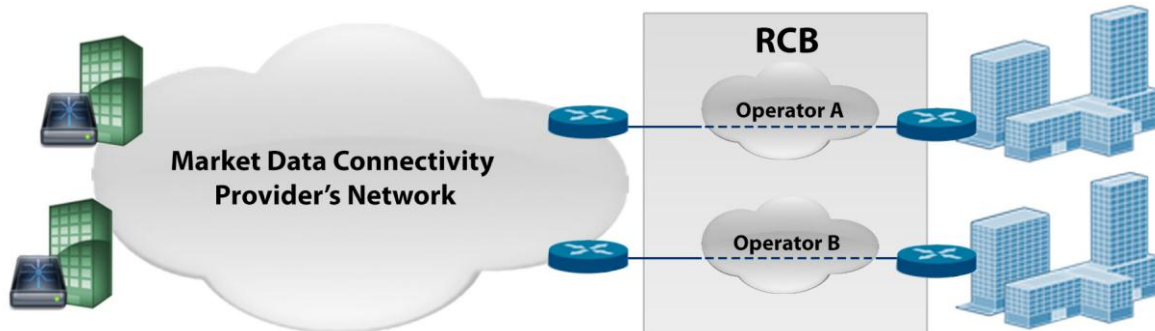 RCB
Operator A
Market Data Connectivity
Provider’s Network
Operator B